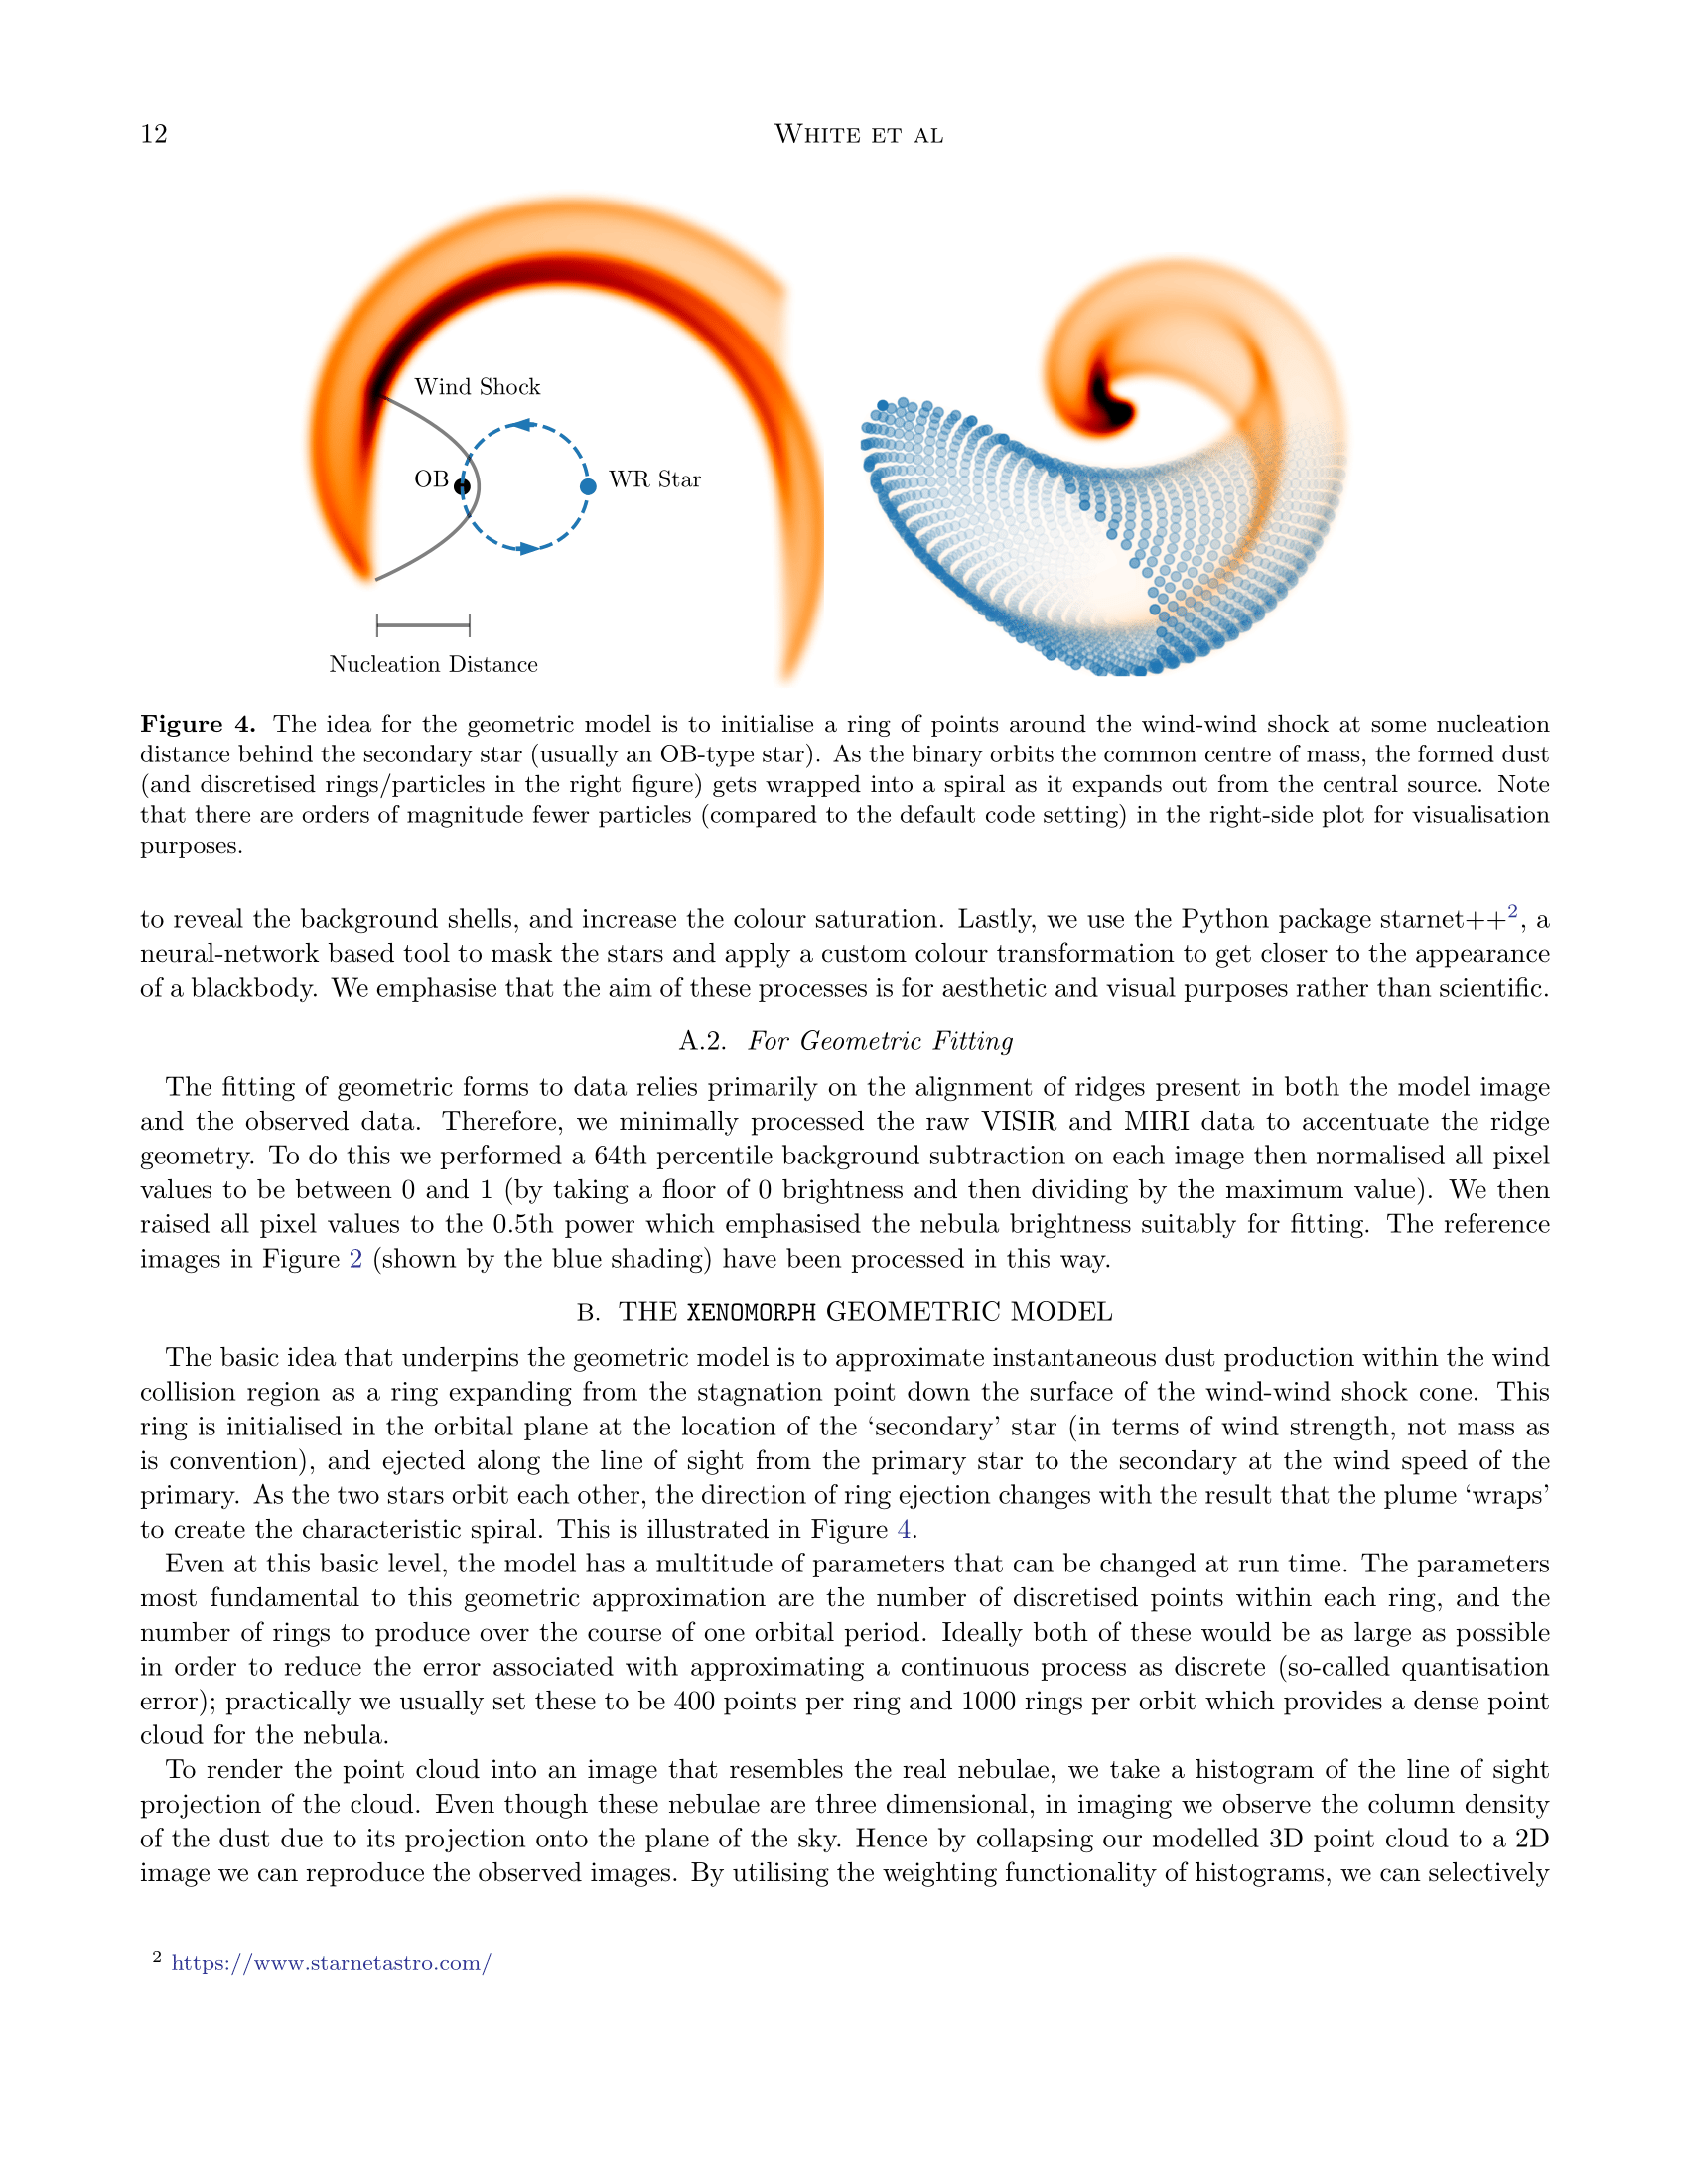 12
WHITE ET AL
Wind Shock
OB
WR Star
Nucleation Distance
Figure 4. The idea for the geometric model is to initialise a ring of points around the wind-wind shock at some nucleation
distance behind the secondary star (usually an OB-type star). As the binary orbits the common centre of mass, the formed dust
(and discretised rings/particles in the right figure) gets wrapped into a spiral as it expands out from the central source. Note
that there are orders of magnitude fewer particles (compared to the default code setting) in the right-side plot for visualisation
purposes.
to reveal the background shells, and increase the colour saturation. Lastly, we use the Python package starnet++2, a
neural-network based tool to mask the stars and apply a custom colour transformation to get closer to the appearance
of a blackbody. We emphasise that the aim of these processes is for aesthetic and visual purposes rather than scientific.
A.2. For Geometric Fitting
The fitting of geometric forms to data relies primarily on the alignment of ridges present in both the model image
and the observed data. Therefore, we minimally processed the raw VISIR and MIRI data to accentuate the ridge
geometry. To do this we performed a 64th percentile background subtraction on each image then normalised all pixel
values to be between 0 and 1 (by taking a floor of 0 brightness and then dividing by the maximum value). We then
raised all pixel values to the 0.5th power which emphasised the nebula brightness suitably for fitting. The reference
images in Figure 2 (shown by the blue shading) have been processed in this way.
B. THE XENOMORPH GEOMETRIC MODEL
The basic idea that underpins the geometric model is to approximate instantaneous dust production within the wind
collision region as a ring expanding from the stagnation point down the surface of the wind-wind shock cone. This
ring is initialised in the orbital plane at the location of the ‘secondary’ star (in terms of wind strength, not mass as
is convention), and ejected along the line of sight from the primary star to the secondary at the wind speed of the
primary. As the two stars orbit each other, the direction of ring ejection changes with the result that the plume ‘wraps’
to create the characteristic spiral. This is illustrated in Figure 4.
Even at this basic level, the model has a multitude of parameters that can be changed at run time. The parameters
most fundamental to this geometric approximation are the number of discretised points within each ring, and the
number of rings to produce over the course of one orbital period. Ideally both of these would be as large as possible
in order to reduce the error associated with approximating a continuous process as discrete (so-called quantisation
error); practically we usually set these to be 400 points per ring and 1000 rings per orbit which provides a dense point
cloud for the nebula.
To render the point cloud into an image that resembles the real nebulae, we take a histogram of the line of sight
projection of the cloud. Even though these nebulae are three dimensional, in imaging we observe the column density
of the dust due to its projection onto the plane of the sky. Hence by collapsing our modelled 3D point cloud to a 2D
image we can reproduce the observed images. By utilising the weighting functionality of histograms, we can selectively
2 https://www.starnetastro.com/